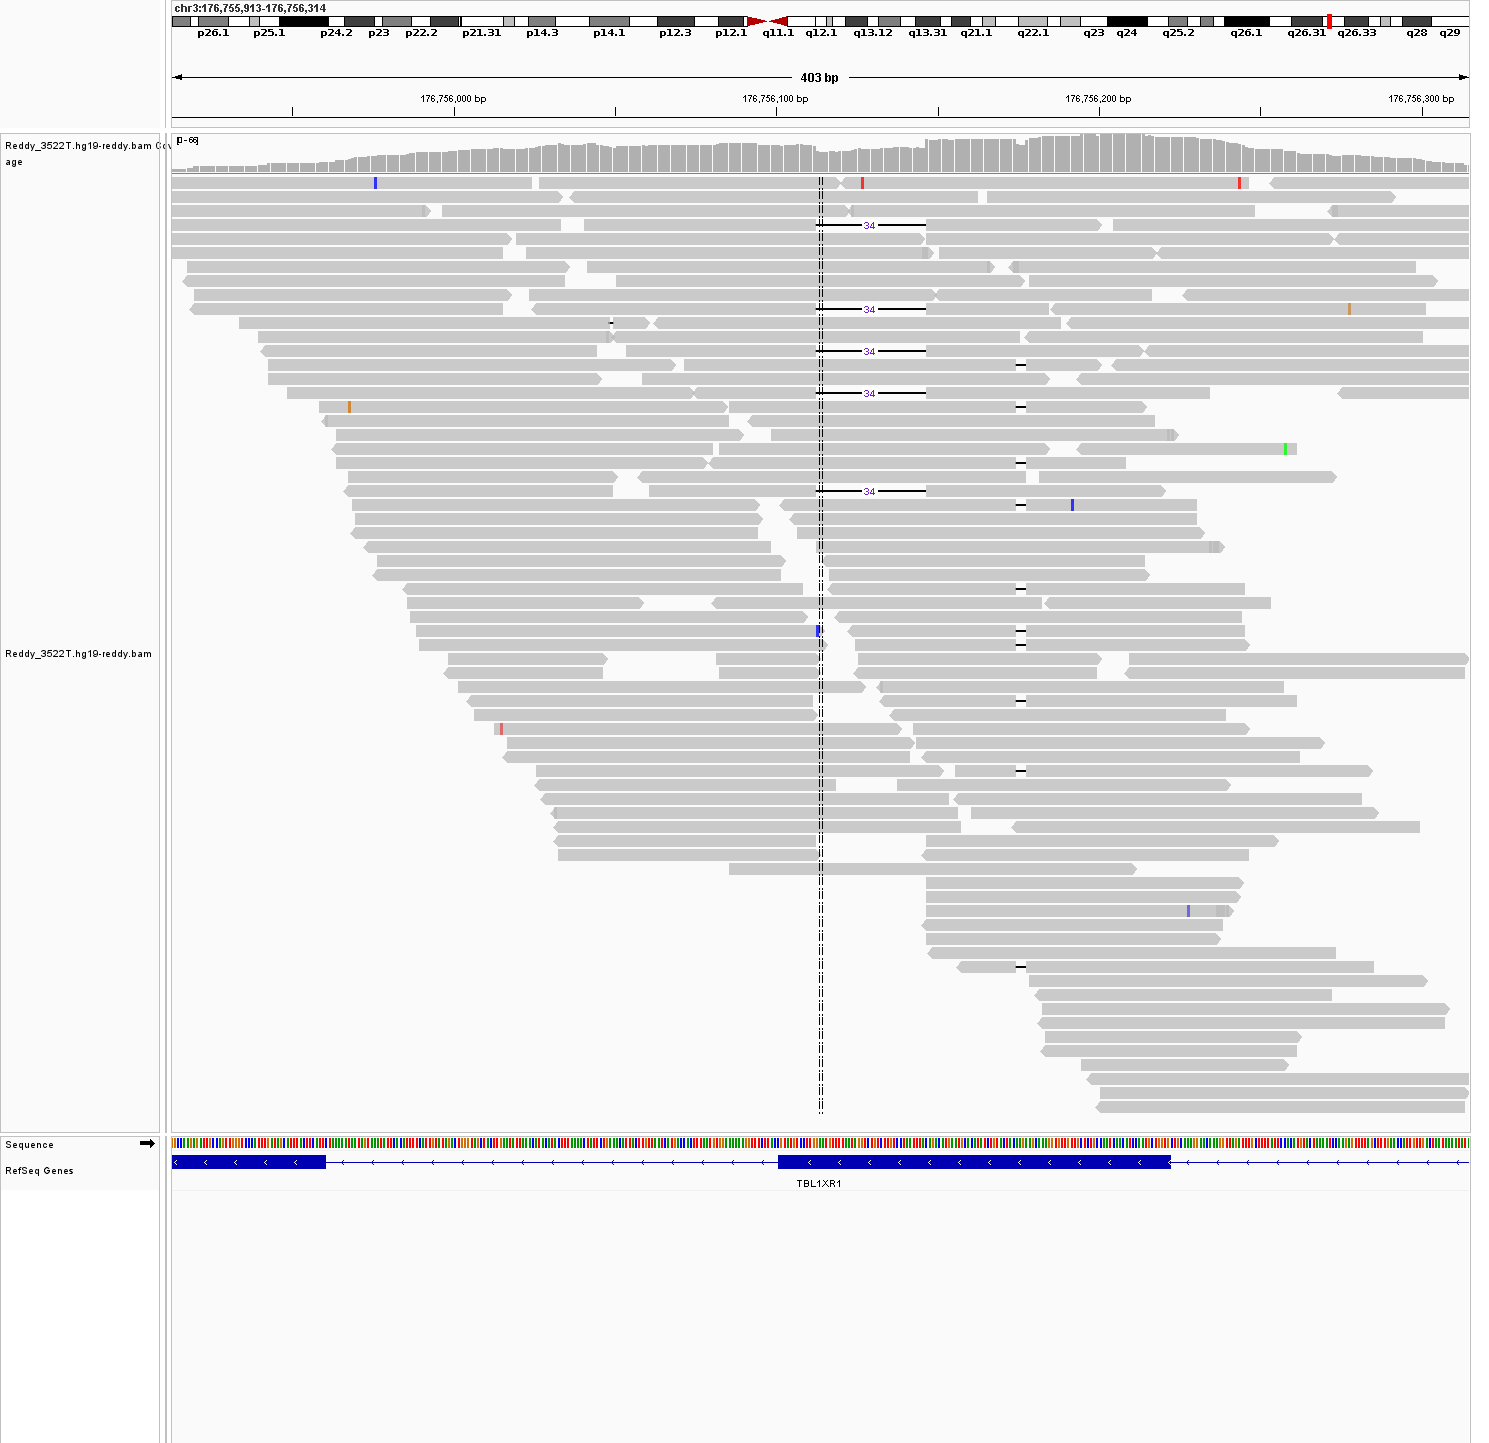 chr3:176,755,913-176,756,314
p26.1 p25.1 p24.2 p23 p22.2 p21.31 p14.3 p14.1 p12.3 p12.1 q11.1 q12.1 q13.12 q13.31 q21.1 q22.1 q23 q24 q25.2 q26.1 q26.31 q26.33 q28 q29
403 bp
176,756,000 bp 176,756,100 bp 176,756,200 bp 176,756,300 bp
[0 - 66]
Reddy_3522T.hg19-reddy.bam Cov
age
34
34
34
34
34
Reddy_3522T.hg19-reddy.bam
Sequence
RefSeq Genes
TBL1XR1